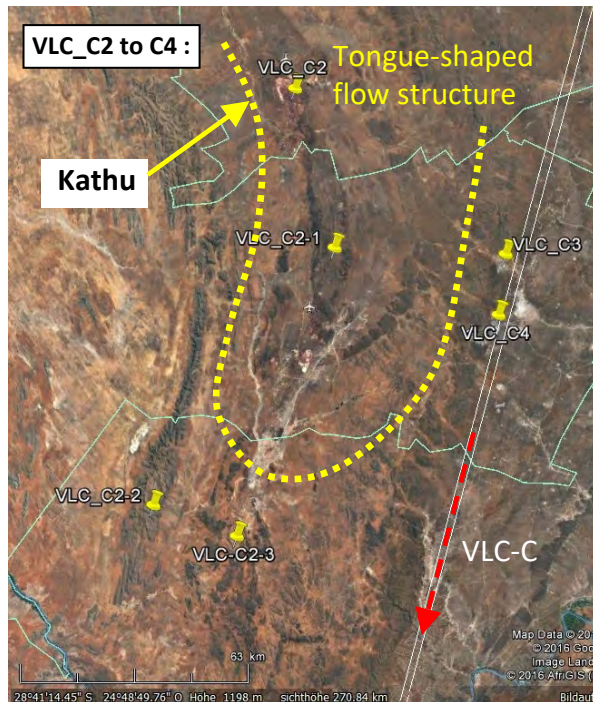 VLC_C2 to C4 :
VLC_C2
Tongue-shaped
flow structure
Kathu
VLC_C2-1
VLC_C3
VLC_C4
VLC_C2-2
VLC-C2-3
VLC-C
63 km
Map Data © 20
© 2016 Goo
Image Land
© 2016 AfriGIS (
28°41'14.45" S 24°48'49.76" O Höhe 1198 m sichthöhe 270.84 km
Bildauf